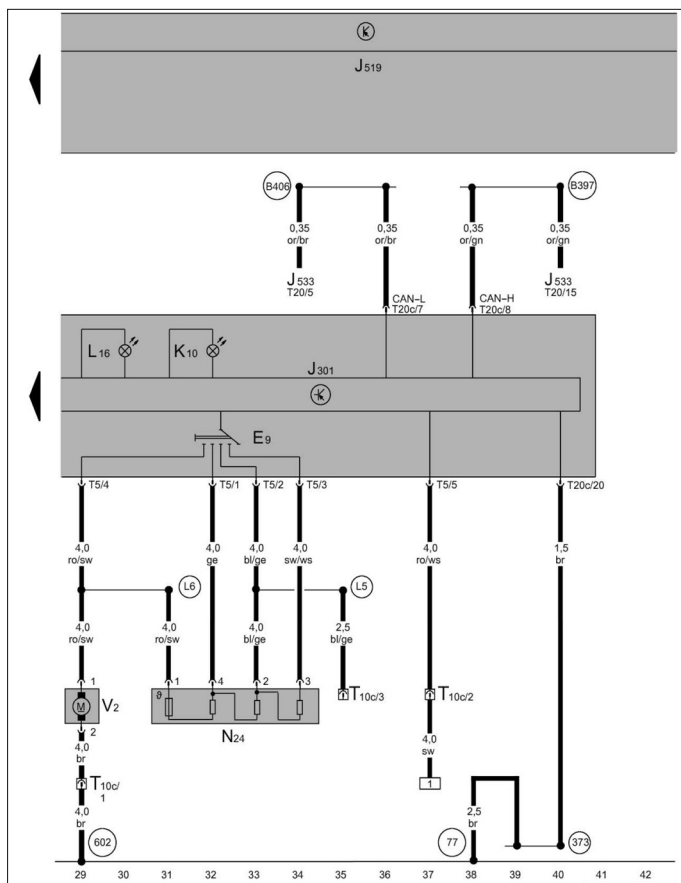 J519
B406
B397
0,35 or/br
0,35 or/br
0,35 or/gn
0,35 or/gn
J533 T20/5
J533 T20/15
CAN-L T20c/7
CAN-H T20c/8
L16
K10
J301
E9
T5/4
T5/1
T5/2
T5/3
T5/5
T20c/20
4,0 ro/sw
4,0 ge
4,0 bl/ge
4,0 sw/ws
4,0 ro/ws
1,5 br
L6
L5
4,0 ro/sw
4,0 ro/sw
4,0 bl/ge
2,5 bl/ge
1
1
4
2
3
ϑ
T10c/3
T10c/2
M
V2
N24
2
4,0 br
4,0 sw
T10c/1
1
4,0 br
2,5 br
602
77
373
29 30 31 32 33 34 35 36 37 38 39 40 41 42